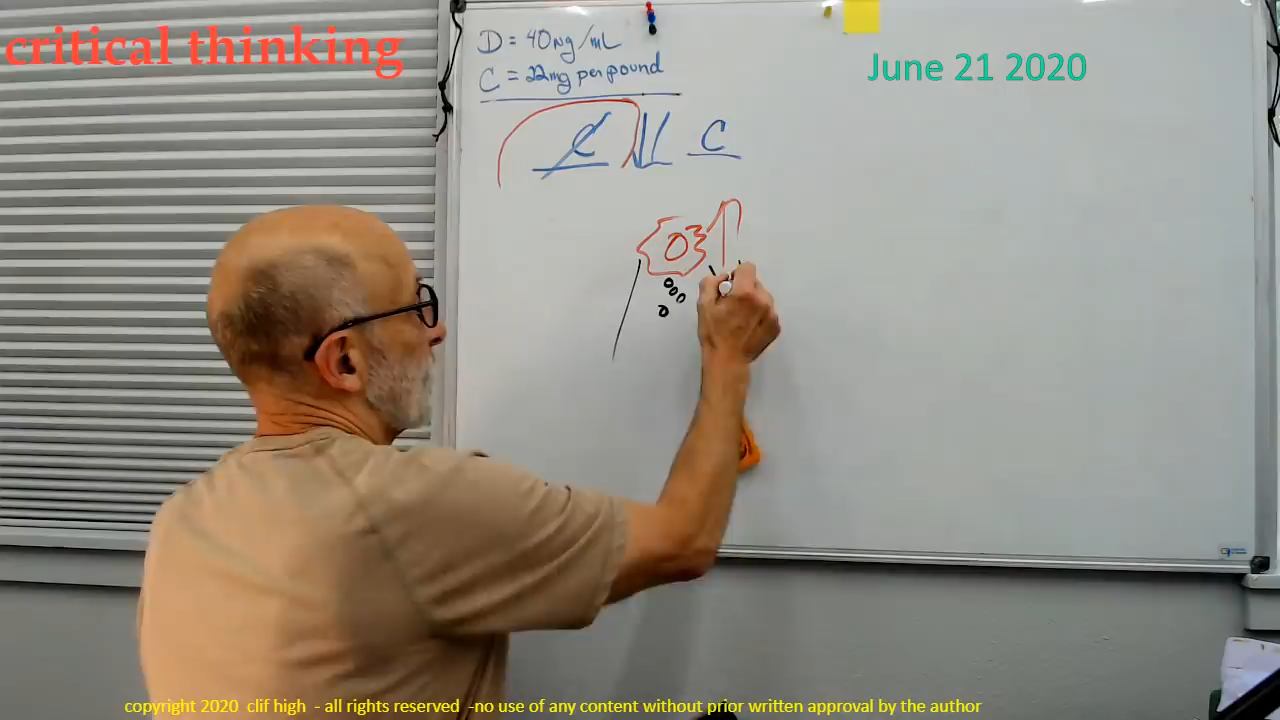 critical thinking
June 21 2020
D = 40ng/mL
C = 22mg per pound
C C
copyright 2020 clif high - all rights reserved -no use of any content without prior written approval by the author